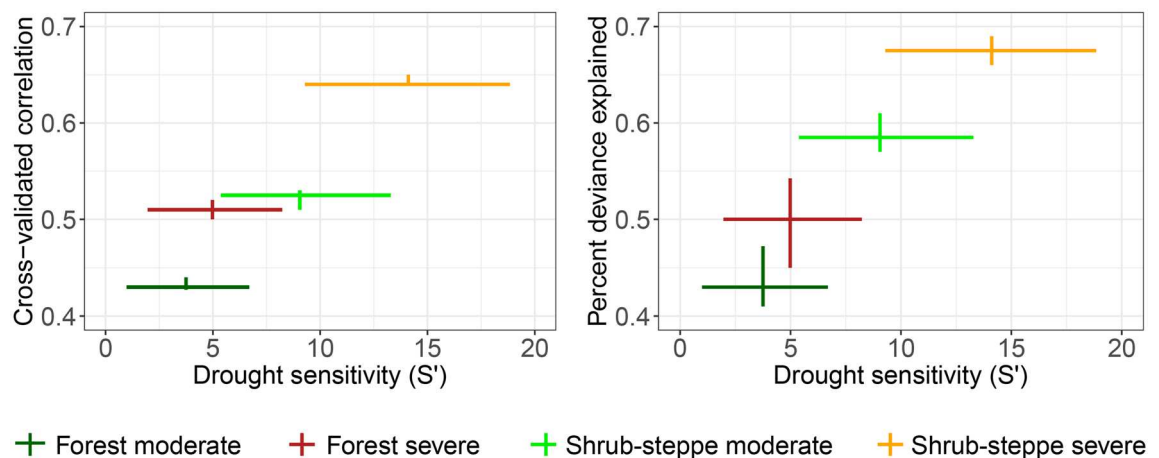 Cross-validated correlation
0.7
0.6
0.5
0.4
0 5 10 15 20
Drought sensitivity (S')
Percent deviance explained
0.7
0.6
0.5
0.4
0 5 10 15 20
Drought sensitivity (S')
Forest moderate Forest severe Shrub-steppe moderate Shrub-steppe severe